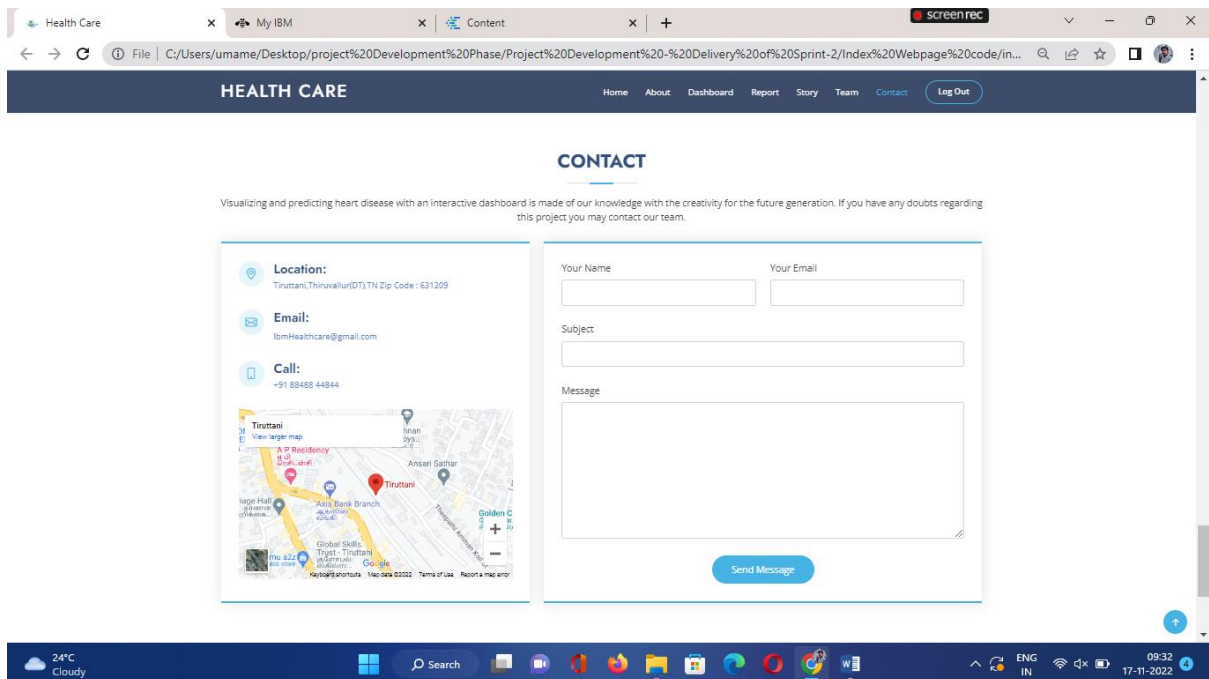 Health Care
My IBM
Content
screenrec
File C:/Users/umame/Desktop/project%20Development%20Phase/Project%20Development%20-%20Delivery%20of%20Sprint-2/Index%20Webpage%20code/in...
HEALTH CARE
Home About Dashboard Report Story Team Contact Log Out
CONTACT
Visualizing and predicting heart disease with an interactive dashboard is made of our knowledge with the creativity for the future generation. If you have any doubts regarding
this project you may contact our team.
Location:
Tiruttani,Thiruvallur(DT),TN Zip Code : 631209
Email:
IbmHealthcare@gmail.com
Call:
+91 88488 44844
Tiruttani
View larger map
A P Residency
Ansari Sathar
Tiruttani
Axis Bank Branch
Golden C
Global Skills
Trust - Tiruttani
mu a2z
Google
Keyboard shortcuts Map data ©2022 Terms of Use Report a map error
Your Name Your Email
Subject
Message
Send Message
24°C
Cloudy
Search
ENG
IN
09:32
17-11-2022
4